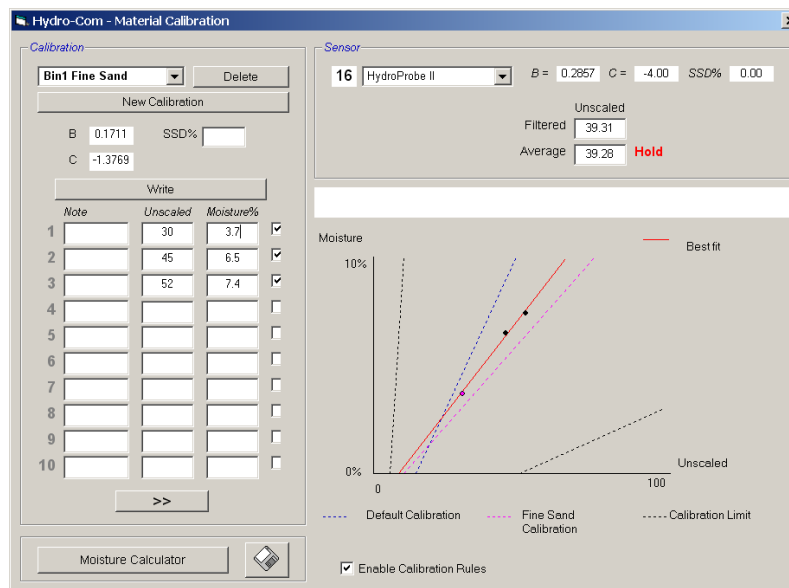 Hydro-Com - Material Calibration
Calibration
Bin1 Fine Sand
Delete
New Calibration
B 0.1711 SSD%
C -1.3769
Write
Note Unscaled Moisture%
1 30 3.7
2 45 6.5
3 52 7.4
4
5
6
7
8
9
10
>>
Moisture Calculator
Sensor
16 HydroProbe II B = 0.2857 C = -4.00 SSD% 0.00
Unscaled
Filtered 39.31
Average 39.28 Hold
Moisture
Best fit
10%
0%
Unscaled
0 100
Default Calibration
Fine Sand
Calibration
Calibration Limit
Enable Calibration Rules